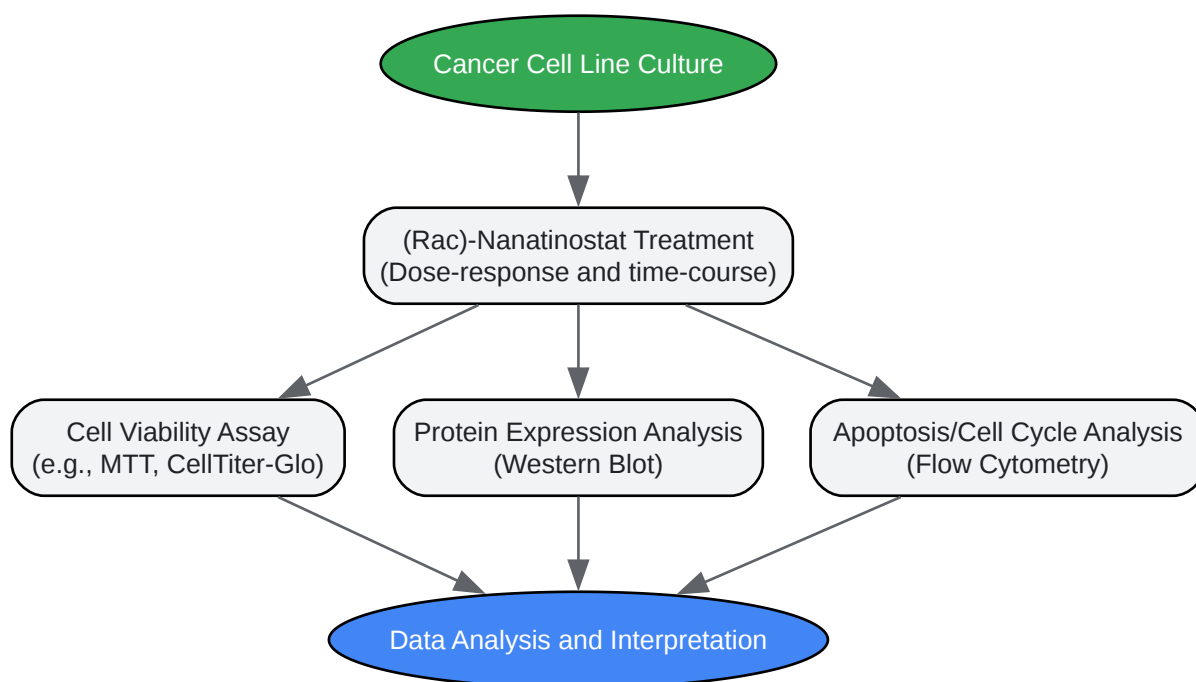 Cancer Cell Line Culture
(Rac)-Nanatinostat Treatment
(Dose-response and time-course)
Cell Viability Assay
(e.g., MTT, CellTiter-Glo)
Protein Expression Analysis
(Western Blot)
Apoptosis/Cell Cycle Analysis
(Flow Cytometry)
Data Analysis and Interpretation